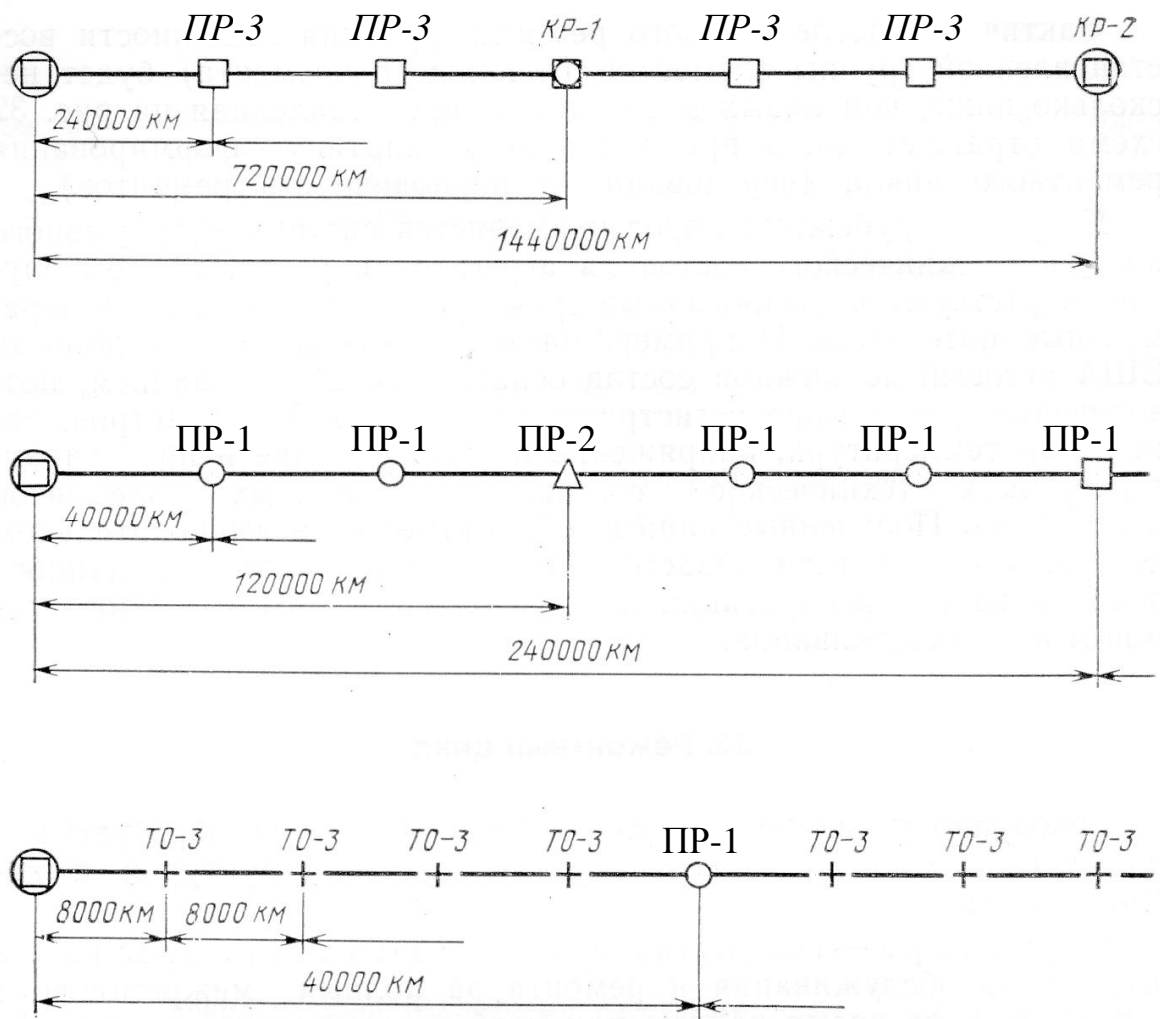 ПР-3 ПР-3 КР-1 ПР-3 ПР-3 КР-2
240000 КМ
720000 КМ
1440000 КМ
ПР-1 ПР-1 ПР-2 ПР-1 ПР-1 ПР-1
40000 КМ
120000 КМ
240000 КМ
ТО-3 ТО-3 ТО-3 ТО-3 ПР-1 ТО-3 ТО-3 ТО-3
8000 КМ 8000 КМ
40000 КМ